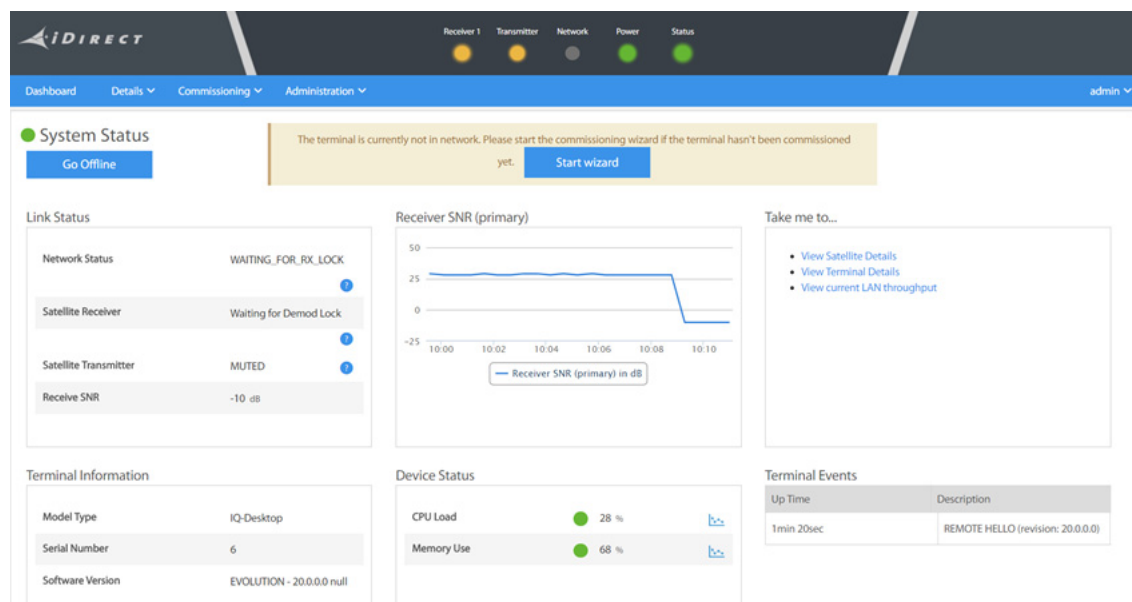 iDIRECT
Receiver 1 Transmitter Network Power Status
Dashboard Details Commissioning Administration admin
System Status
Go Offline
The terminal is currently not in network. Please start the commissioning wizard if the terminal hasn't been commissioned
yet. Start wizard
Link Status
Network Status WAITING_FOR_RX_LOCK
?
Satellite Receiver Waiting for Demod Lock
?
Satellite Transmitter MUTED ?
Receive SNR -10 dB
Receiver SNR (primary)
50
25
0
-25
10:00 10:02 10:04 10:06 10:08 10:10
Receiver SNR (primary) in dB
Take me to...
View Satellite Details
View Terminal Details
View current LAN throughput
Terminal Information
Model Type IQ-Desktop
Serial Number 6
Software Version EVOLUTION - 20.0.0.0 null
Device Status
CPU Load 28 %
Memory Use 68 %
Terminal Events
Up Time Description
1min 20sec REMOTE HELLO (revision: 20.0.0.0)